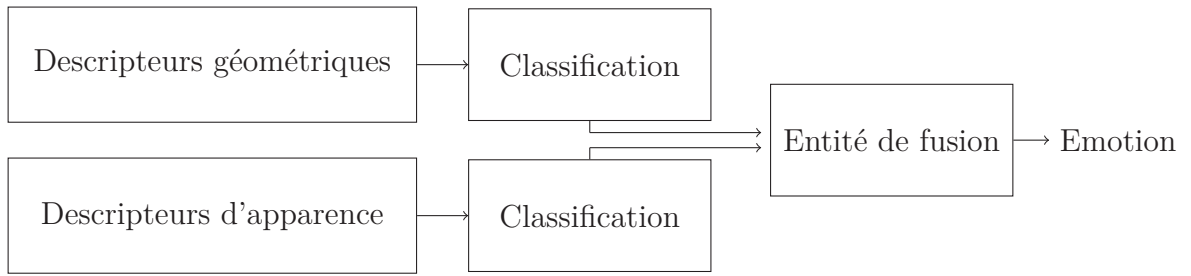 Descripteurs géométriques
Classification
Entité de fusion
Emotion
Descripteurs d'apparence
Classification